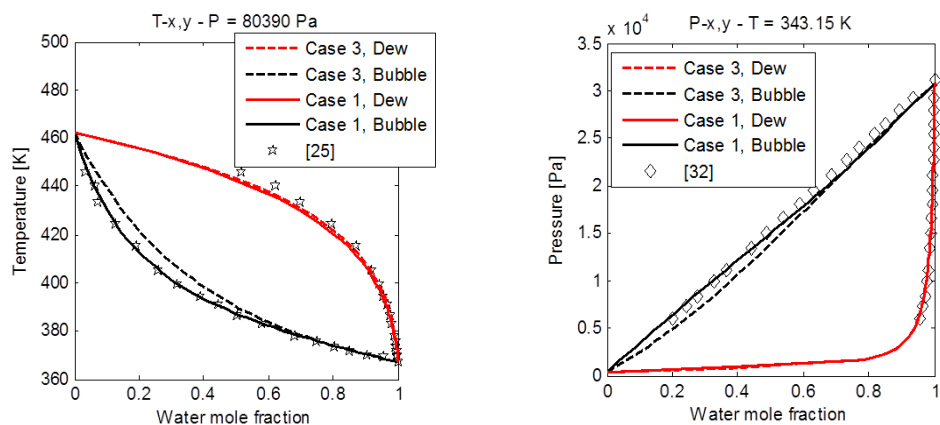 T-x,y - P = 80390 Pa
500
480
460
440
420
400
380
360
Temperature [K]
0
0.2
0.4
0.6
0.8
1
Water mole fraction
Case 3, Dew
Case 3, Bubble
Case 1, Dew
Case 1, Bubble
[25]
P-x,y - T = 343.15 K
x 10^4
3.5
3
2.5
2
1.5
1
0.5
0
Pressure [Pa]
0
0.2
0.4
0.6
0.8
1
Water mole fraction
Case 3, Dew
Case 3, Bubble
Case 1, Dew
Case 1, Bubble
[32]